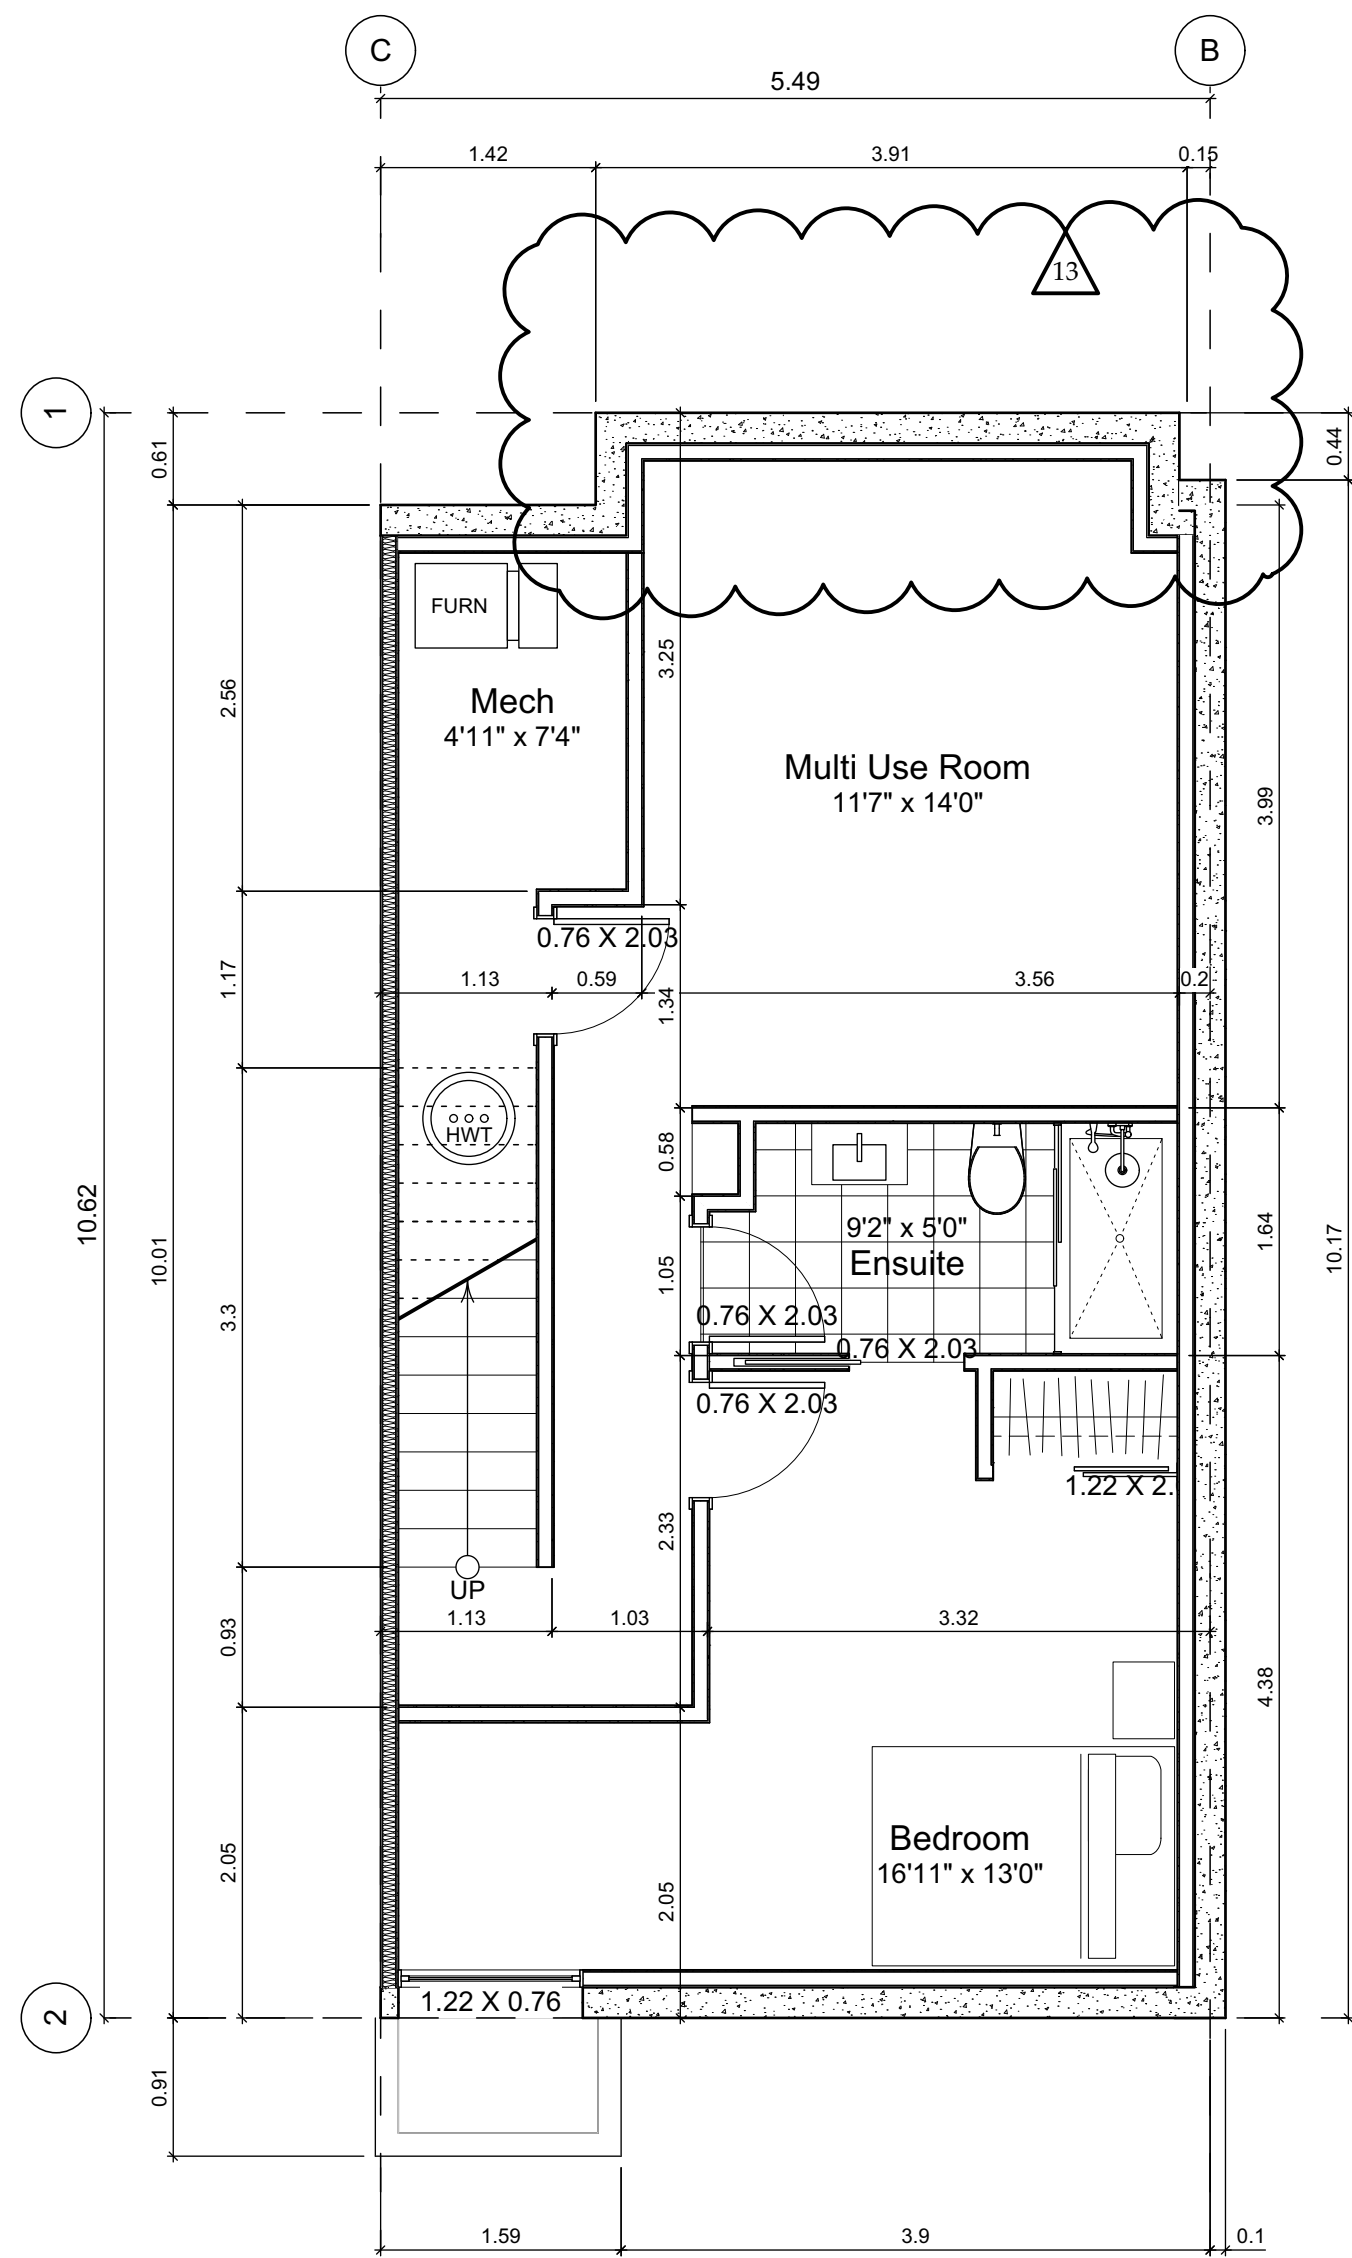 C
B
5.49
1.42
3.91
0.15
13
1
0.61
0.44
FURN
3.25
2.56
Mech
4'11" x 7'4"
Multi Use Room
11'7" x 14'0"
3.99
0.76 X 2.03
1.17
1.13
0.59
1.34
3.56
0.2
HWT
0.58
10.62
10.01
9'2" x 5'0"
Ensuite
1.64
10.17
1.05
3.3
0.76 X 2.03
0.76 X 2.03
0.76 X 2.03
1.22 X 2.
2.33
UP
0.93
1.13
1.03
3.32
4.38
2.05
Bedroom
16'11" x 13'0"
2.05
2
1.22 X 0.76
0.91
1.59
3.9
0.1